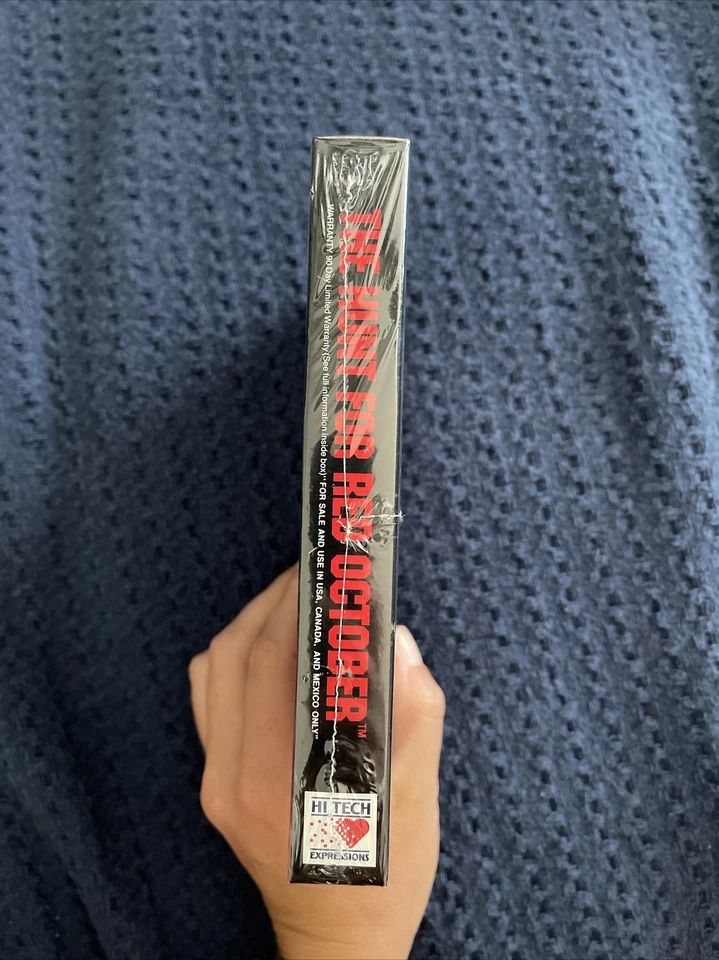 THE HUNT FOR RED OCTOBER™
WARRANTY 90 Day Limited Warranty (See full information inside box)" "FOR SALE AND USE IN USA, CANADA, AND MEXICO ONLY"
HI TECH
EXPRESSIONS